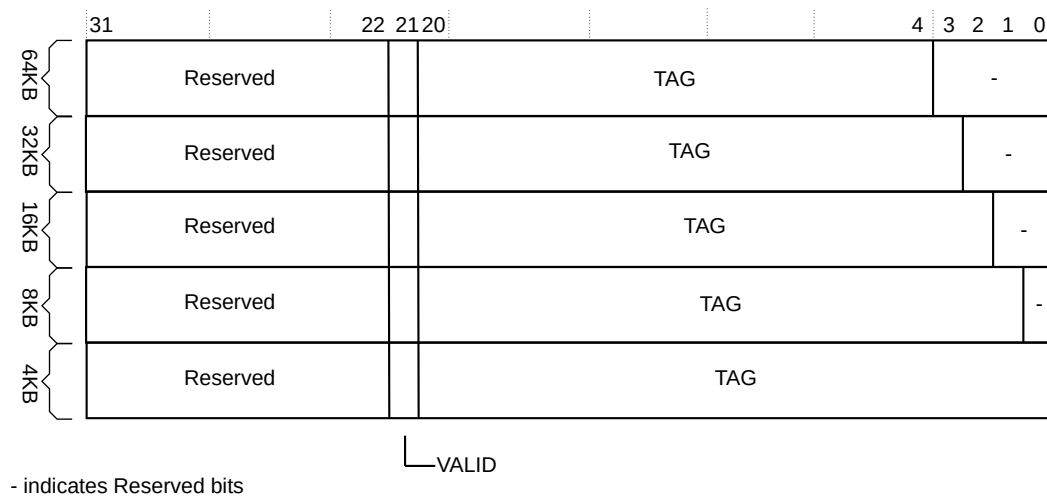 31 22 21 20 4 3 2 1 0
64KB Reserved TAG -
32KB Reserved TAG -
16KB Reserved TAG -
8KB Reserved TAG -
4KB Reserved TAG
VALID
- indicates Reserved bits